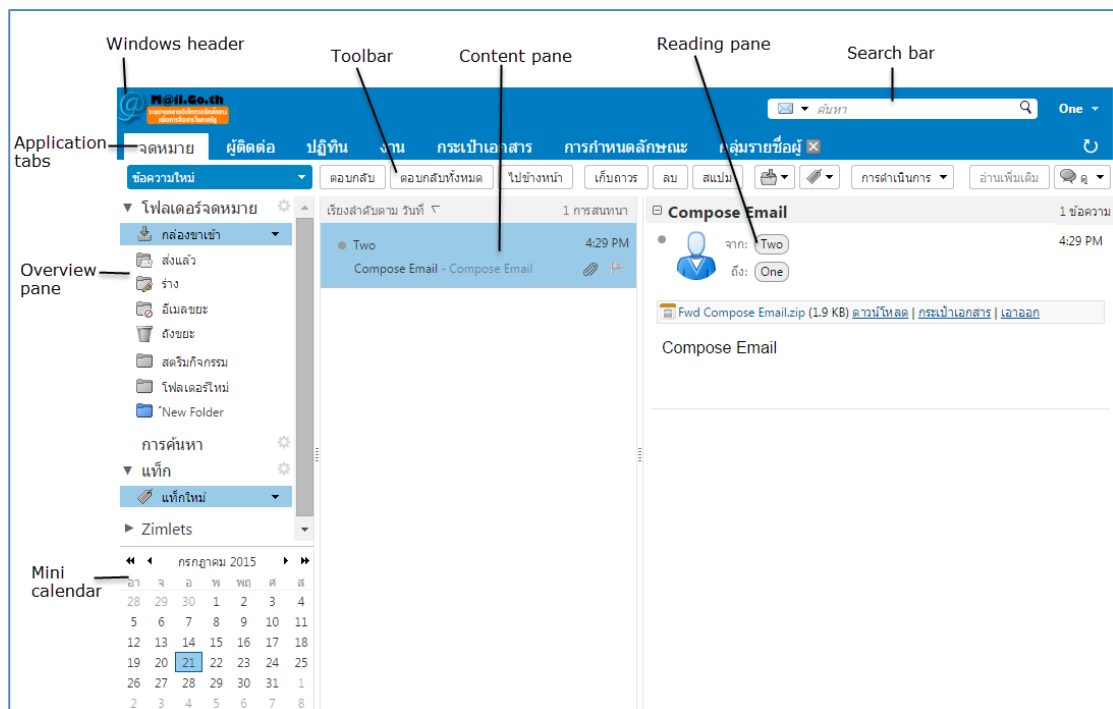 Windows header
Toolbar
Content pane
Reading pane
Search bar
M@il.Go.th
ค้นหา
One
Application tabs
จดหมาย ผู้ติดต่อ ปฏิทิน งาน กระเป๋าเอกสาร การกำหนดลักษณะ กลุ่มรายชื่อผู้
ข้อความใหม่ ตอบกลับ ตอบกลับทั้งหมด ไปข้างหน้า เก็บถาวร ลบ สแปม การดำเนินการ อ่านเพิ่มเติม ดู
โฟลเดอร์จดหมาย
กล่องขาเข้า
ส่งแล้ว
ร่าง
อีเมลขยะ
ถังขยะ
สตรีมกิจกรรม
โฟลเดอร์ใหม่
New Folder
การค้นหา
แท็ก
แท็กใหม่
Zimlets
Overview pane
เรียงลำดับตาม วันที่ 1 การสนทนา
Two 4:29 PM
Compose Email - Compose Email
Compose Email 1 ข้อความ
จาก: Two 4:29 PM
ถึง: One
Fwd Compose Email.zip (1.9 KB) ดาวน์โหลด | กระเป๋าเอกสาร | เอาออก
Compose Email
Mini calendar
กรกฎาคม 2015
อา จ อ พ พฤ ศ ส
28 29 30 1 2 3 4
5 6 7 8 9 10 11
12 13 14 15 16 17 18
19 20 21 22 23 24 25
26 27 28 29 30 31 1
2 3 4 5 6 7 8